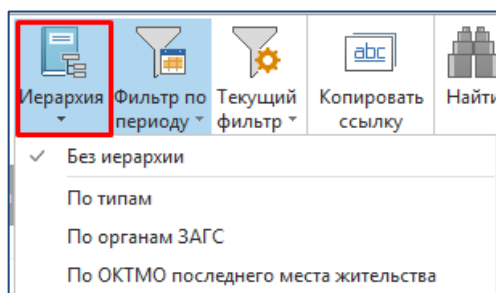 abc
Иерархия Фильтр по Текущий Копировать
периоду фильтр ссылку
Без иерархии
По типам
По органам ЗАГС
По ОКТМО последнего места жительства